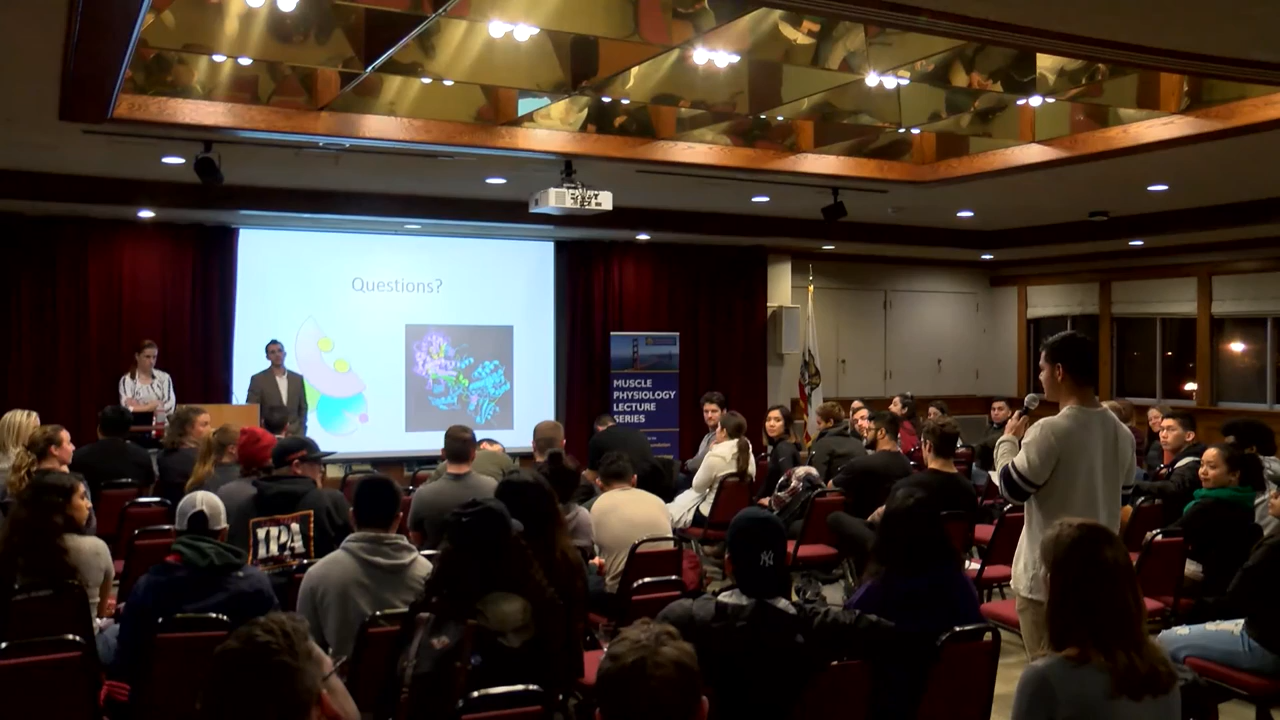 Questions?
MUSCLE
PHYSIOLOGY
LECTURE
SERIES
IPA
NY